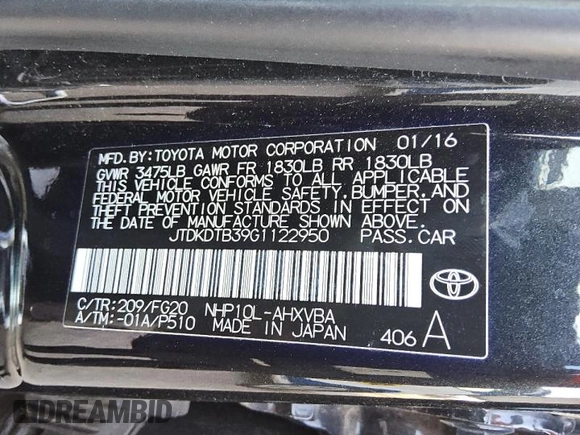 MFD.BY:TOYOTA MOTOR CORPORATION 01/16
GVWR 3475LB GAWR FR 1830LB RR 1830LB
THIS VEHICLE CONFORMS TO ALL APPLICABLE
FEDERAL MOTOR VEHICLE SAFETY, BUMPER, AND
THEFT PREVENTION STANDARDS IN EFFECT ON
THE DATE OF MANUFACTURE SHOWN ABOVE.
JTDKDTB39G1122950 PASS.CAR
C/TR:209/FG20 NHP10L-AHXVBA
A/TM:-01A/P510 MADE IN JAPAN 406 A
DREAMBID